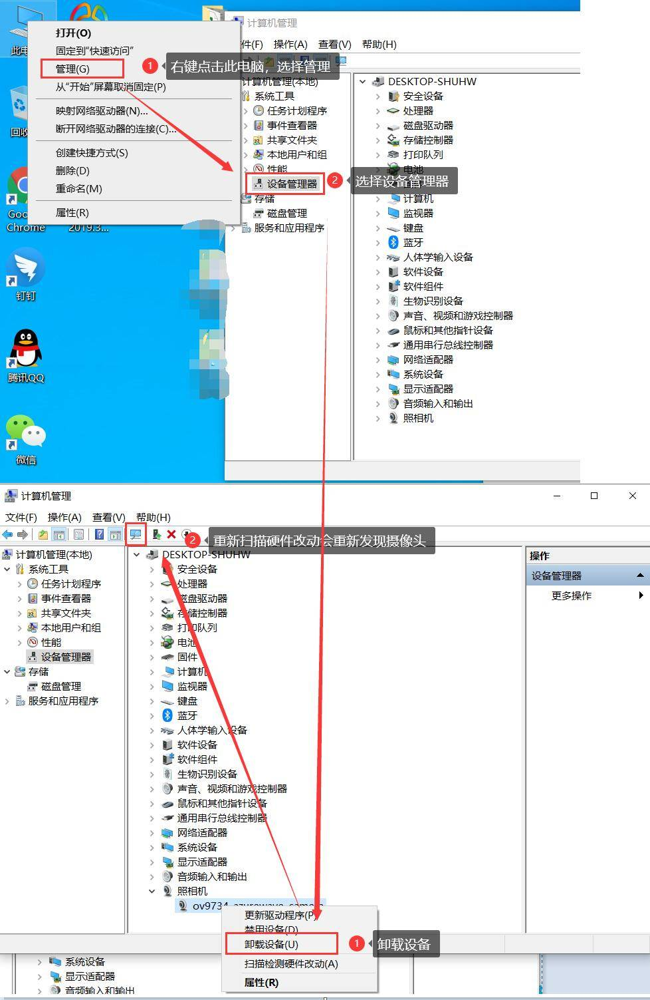 此电
打开(O)
固定到"快速访问"
管理(G)
从"开始"屏幕取消固定(P)
映射网络驱动器(N)...
断开网络驱动器的连接(C)...
创建快捷方式(S)
删除(D)
重命名(M)
属性(R)
1
右键点击此电脑，选择管理
回收
Goo
Chrome
2019.3...
钉钉
腾讯QQ
微信
计算机管理
件(F) 操作(A) 查看(V) 帮助(H)
计算机管理(本地)
系统工具
任务计划程序
事件查看器
共享文件夹
本地用户和组
性能
设备管理器
存储
磁盘管理
服务和应用程序
2
选择设备管理器
DESKTOP-SHUHW
安全设备
处理器
磁盘驱动器
存储控制器
打印队列
电池
计算机
监视器
键盘
蓝牙
人体学输入设备
软件设备
软件组件
生物识别设备
声音、视频和游戏控制器
鼠标和其他指针设备
通用串行总线控制器
网络适配器
系统设备
显示适配器
音频输入和输出
照相机
计算机管理
文件(F) 操作(A) 查看(V) 帮助(H)
2
重新扫描硬件改动会重新发现摄像头
计算机管理(本地)
系统工具
任务计划程序
事件查看器
共享文件夹
本地用户和组
性能
设备管理器
存储
磁盘管理
服务和应用程序
DESKTOP-SHUHW
安全设备
处理器
磁盘驱动器
存储控制器
打印队列
电池
固件
计算机
监视器
键盘
蓝牙
人体学输入设备
软件设备
软件组件
生物识别设备
声音、视频和游戏控制器
鼠标和其他指针设备
通用串行总线控制器
网络适配器
系统设备
显示适配器
音频输入和输出
照相机
ov9734_azurewave_camera
更新驱动程序(P)
禁用设备(D)
卸载设备(U)
扫描检测硬件改动(A)
属性(R)
1
卸载设备
操作
设备管理器
更多操作
系统设备
显示适配器
音频输入和输出